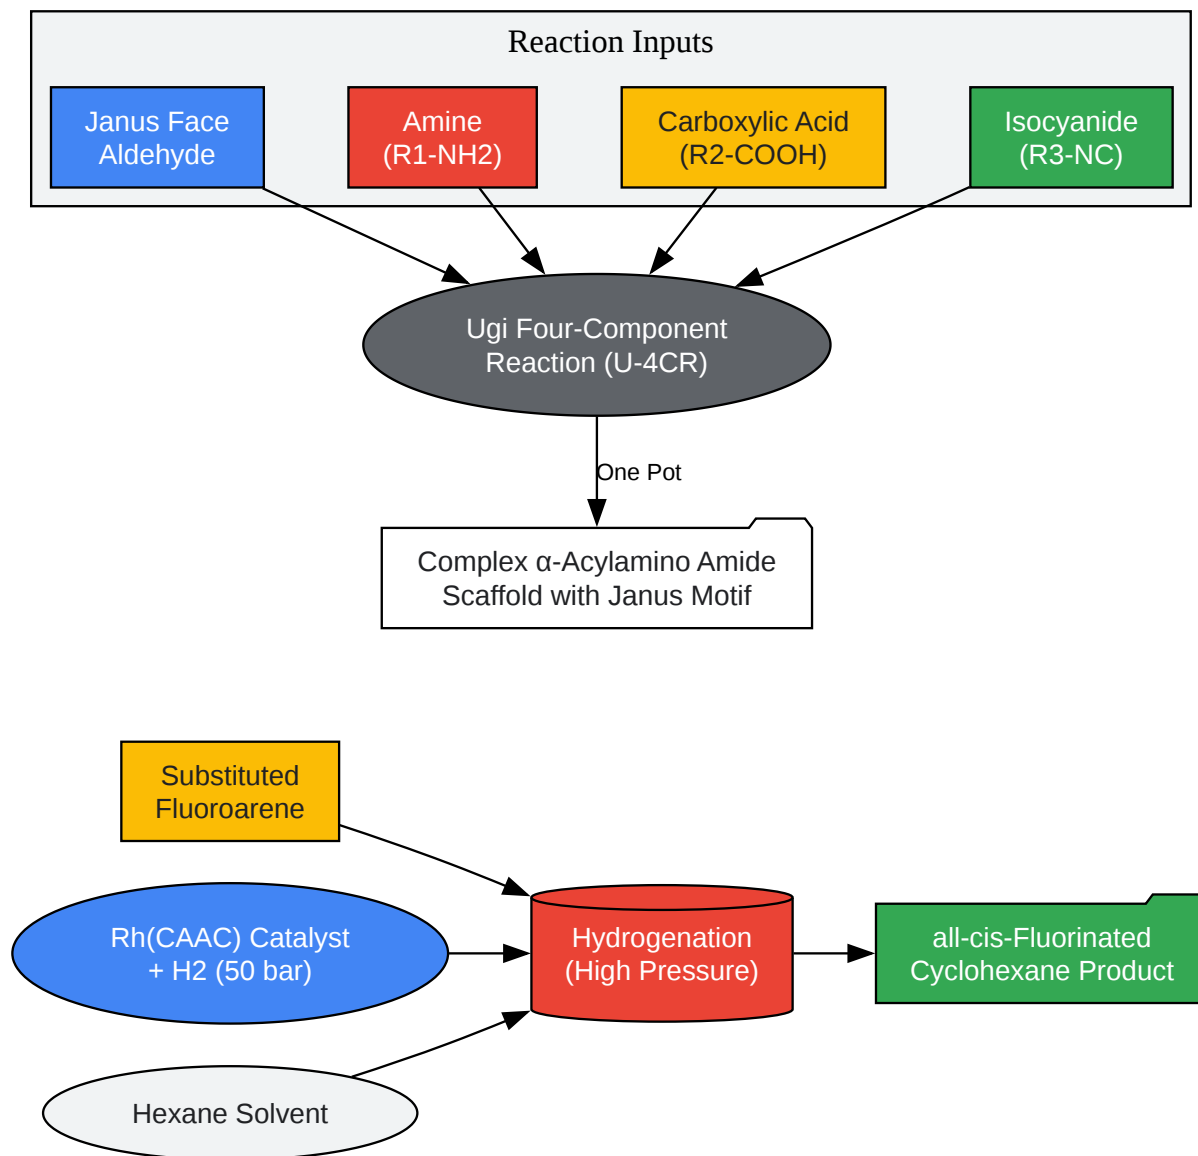 Reaction Inputs
Janus Face
Aldehyde
Amine
(R1-NH2)
Carboxylic Acid
(R2-COOH)
Isocyanide
(R3-NC)
Ugi Four-Component
Reaction (U-4CR)
One Pot
Complex α-Acylamino Amide
Scaffold with Janus Motif
Substituted
Fluoroarene
Rh(CAAC) Catalyst
+ H2 (50 bar)
Hydrogenation
(High Pressure)
all-cis-Fluorinated
Cyclohexane Product
Hexane Solvent